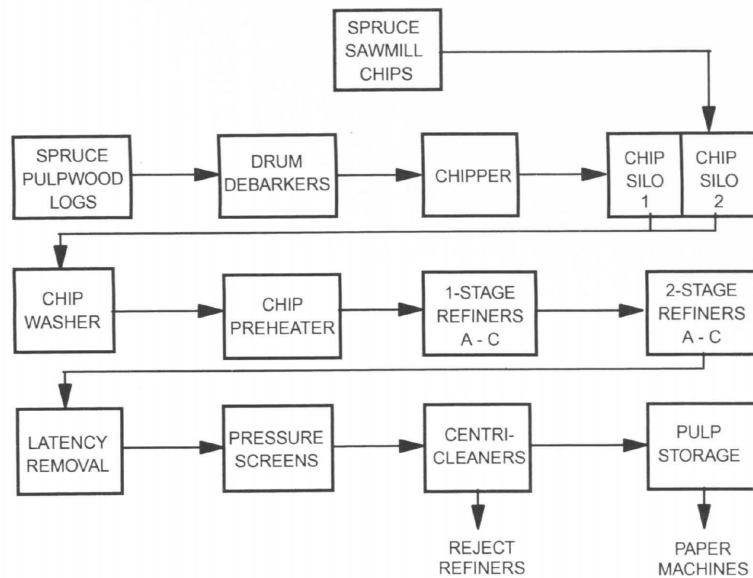 SPRUCE
SAWMILL
CHIPS
SPRUCE
PULPWOOD
LOGS
DRUM
DEBARKERS
CHIPPER
CHIP
SILO
1
CHIP
SILO
2
CHIP
WASHER
CHIP
PREHEATER
1-STAGE
REFINERS
A - C
2-STAGE
REFINERS
A - C
LATENCY
REMOVAL
PRESSURE
SCREENS
CENTRI-
CLEANERS
PULP
STORAGE
REJECT
REFINERS
PAPER
MACHINES